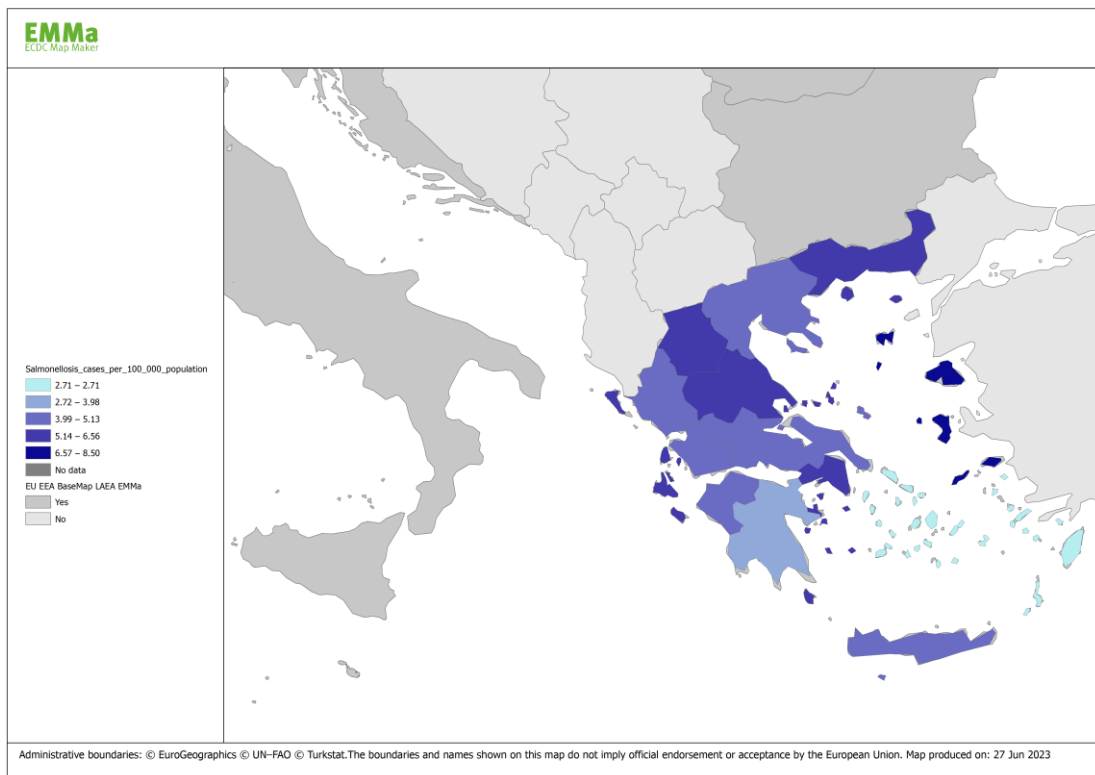 EMMa
ECDC Map Maker
Salmonellosis_cases_per_100_000_population
2.71 – 2.71
2.72 – 3.98
3.99 – 5.13
5.14 – 6.56
6.57 – 8.50
No data
EU EEA BaseMap LAEA EMMa
Yes
No
Administrative boundaries: © EuroGeographics © UN–FAO © Turkstat.The boundaries and names shown on this map do not imply official endorsement or acceptance by the European Union. Map produced on: 27 Jun 2023